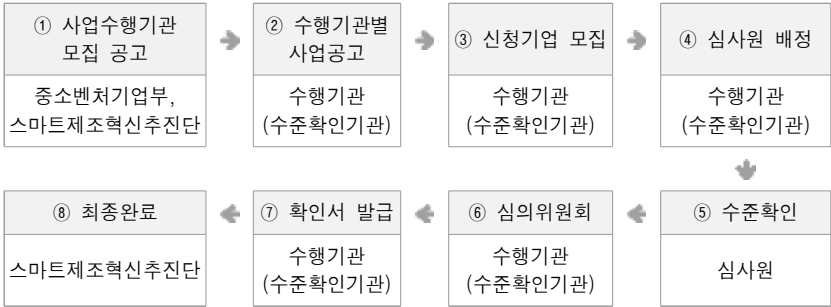 ① 사업수행기관
모집 공고
중소벤처기업부,
스마트제조혁신추진단
② 수행기관별
사업공고
수행기관
(수준확인기관)
③ 신청기업 모집
수행기관
(수준확인기관)
④ 심사원 배정
수행기관
(수준확인기관)
⑤ 수준확인
심사원
⑥ 심의위원회
수행기관
(수준확인기관)
⑦ 확인서 발급
수행기관
(수준확인기관)
⑧ 최종완료
스마트제조혁신추진단